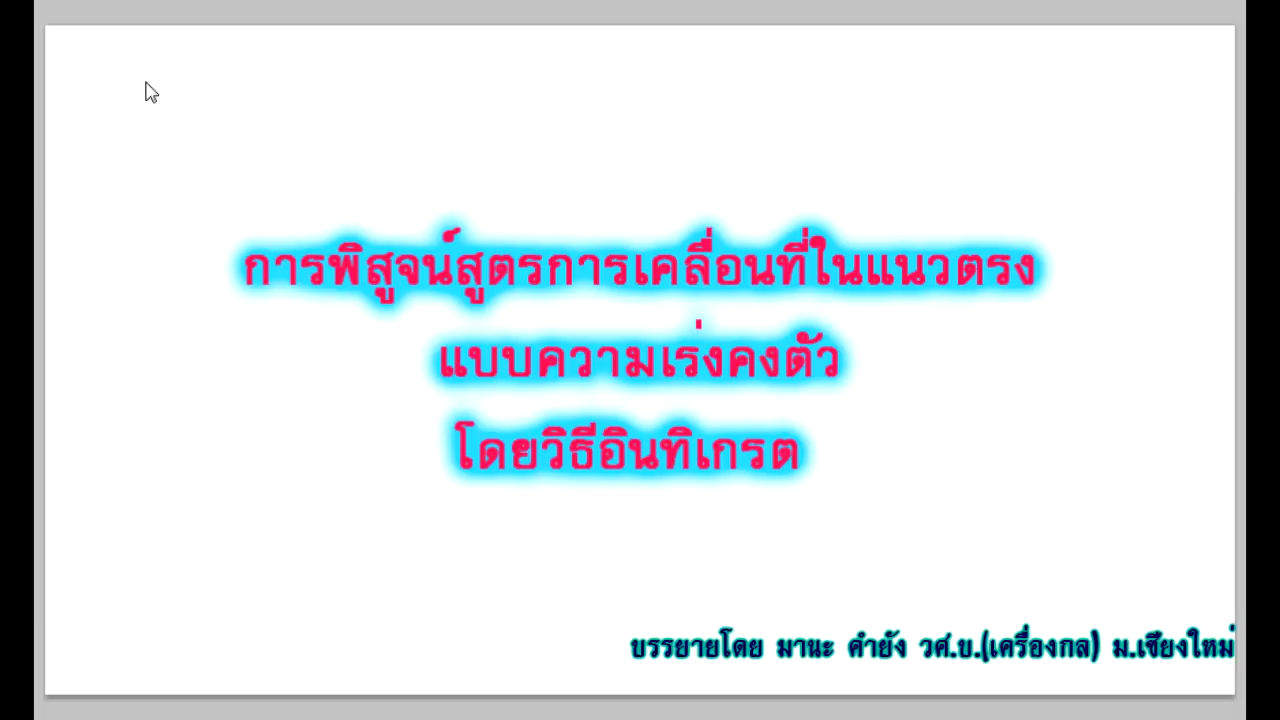 การพิสูจน์สูตรการเคลื่อนที่ในแนวตรง
แบบความเร่งคงตัว
โดยวิธีอินทิเกรต
บรรยายโดย มานะ คำยัง วศ.บ.(เครื่องกล) ม.เชียงใหม่